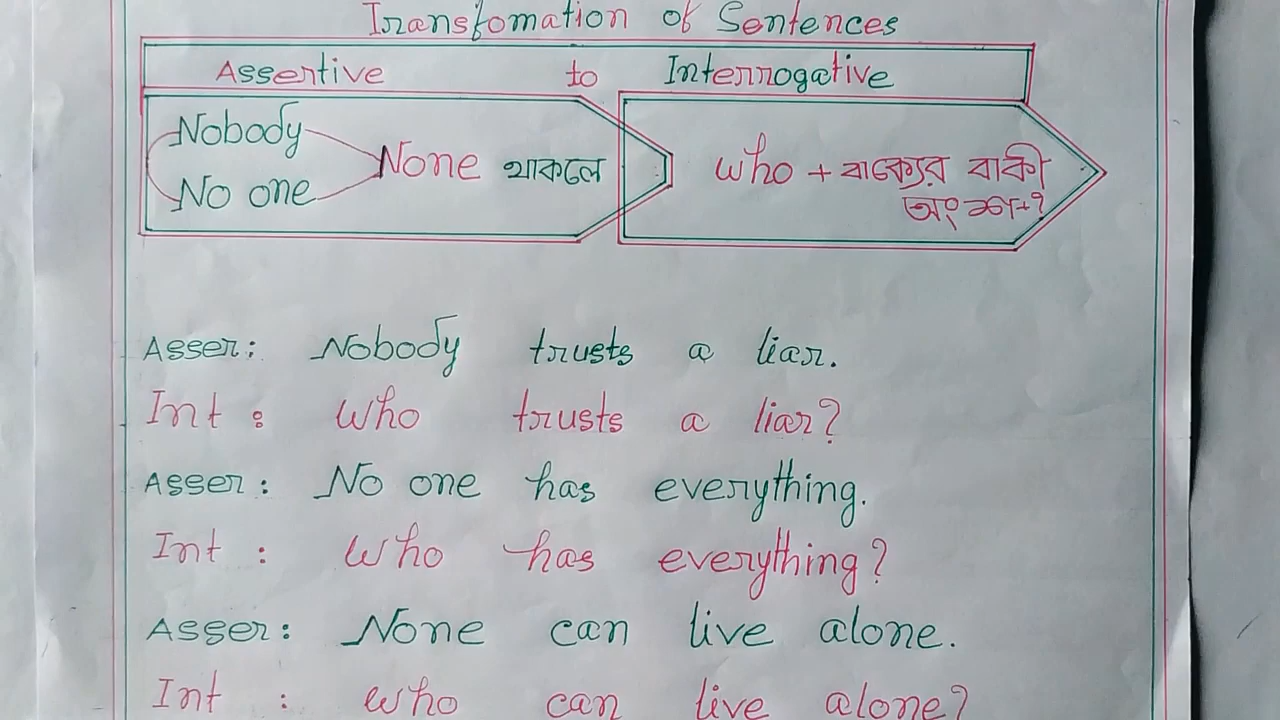 Transfomation of Sentences
Assertive to Interrogative
Nobody
No one
None থাকলে
who + বাক্যের বাকী
অংশ+?
Asser: Nobody trusts a liar.
Int : Who trusts a liar?
Asser: No one has everything.
Int : Who has everything?
Asser: None can live alone.
Int : Who can live alone?